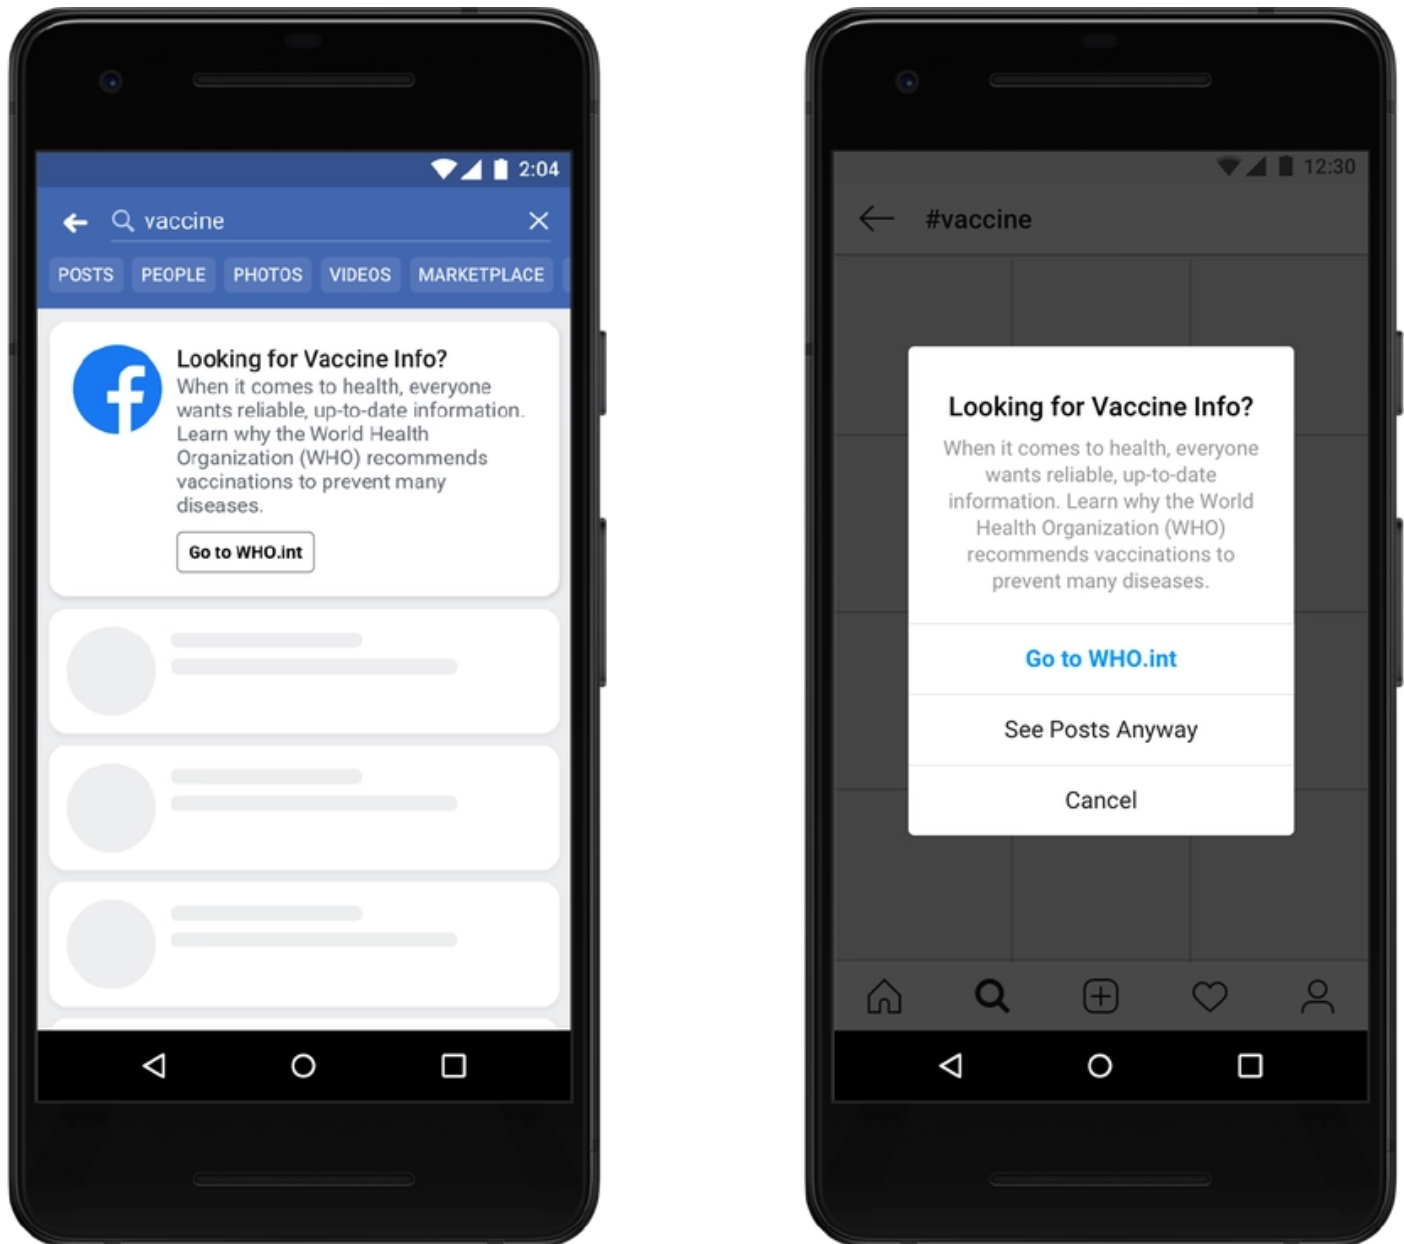 2:04
vaccine
POSTS PEOPLE PHOTOS VIDEOS MARKETPLACE
Looking for Vaccine Info?
When it comes to health, everyone
wants reliable, up-to-date information.
Learn why the World Health
Organization (WHO) recommends
vaccinations to prevent many
diseases.
Go to WHO.int
12:30
#vaccine
Looking for Vaccine Info?
When it comes to health, everyone
wants reliable, up-to-date
information. Learn why the World
Health Organization (WHO)
recommends vaccinations to
prevent many diseases.
Go to WHO.int
See Posts Anyway
Cancel